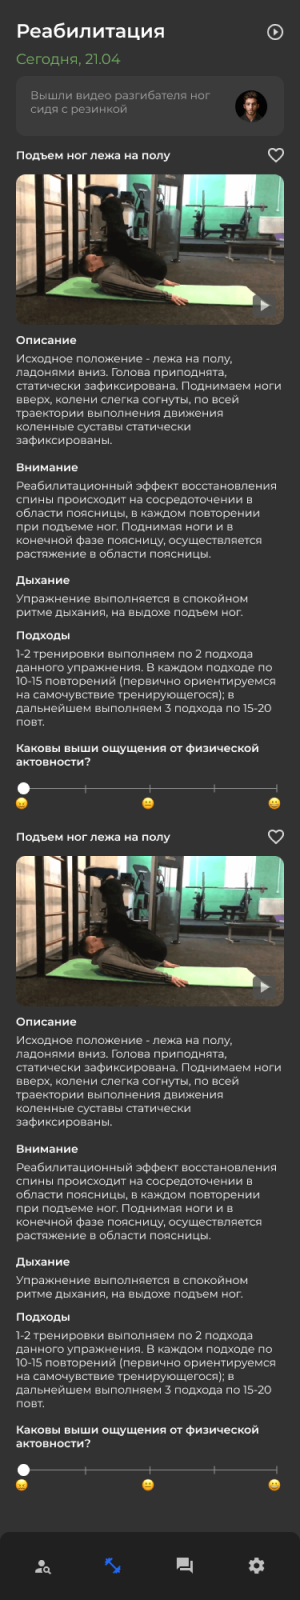 Реабилитация
Сегодня, 21.04
Вышли видео разгибателя ног
сидя с резинкой
Подъем ног лежа на полу
Описание
Исходное положение - лежа на полу,
ладонями вниз. Голова приподнята,
статически зафиксирована. Поднимаем ноги
вверх, колени слегка согнуты, по всей
траектории выполнения движения
коленные суставы статически
зафиксированы.
Внимание
Реабилитационный эффект восстановления
спины происходит на сосредоточении в
области поясницы, в каждом повторении
при подъеме ног. Поднимая ноги и в
конечной фазе поясницу, осуществляется
растяжение в области поясницы.
Дыхание
Упражнение выполняется в спокойном
ритме дыхания, на выдохе подъем ног.
Подходы
1-2 тренировки выполняем по 2 подхода
данного упражнения. В каждом подходе по
10-15 повторений (первично ориентируемся
на самочувствие тренирующегося); в
дальнейшем выполняем 3 подхода по 15-20
повт.
Каковы выши ощущения от физической
актовности?
Подъем ног лежа на полу
Описание
Исходное положение - лежа на полу,
ладонями вниз. Голова приподнята,
статически зафиксирована. Поднимаем ноги
вверх, колени слегка согнуты, по всей
траектории выполнения движения
коленные суставы статически
зафиксированы.
Внимание
Реабилитационный эффект восстановления
спины происходит на сосредоточении в
области поясницы, в каждом повторении
при подъеме ног. Поднимая ноги и в
конечной фазе поясницу, осуществляется
растяжение в области поясницы.
Дыхание
Упражнение выполняется в спокойном
ритме дыхания, на выдохе подъем ног.
Подходы
1-2 тренировки выполняем по 2 подхода
данного упражнения. В каждом подходе по
10-15 повторений (первично ориентируемся
на самочувствие тренирующегося); в
дальнейшем выполняем 3 подхода по 15-20
повт.
Каковы выши ощущения от физической
актовности?